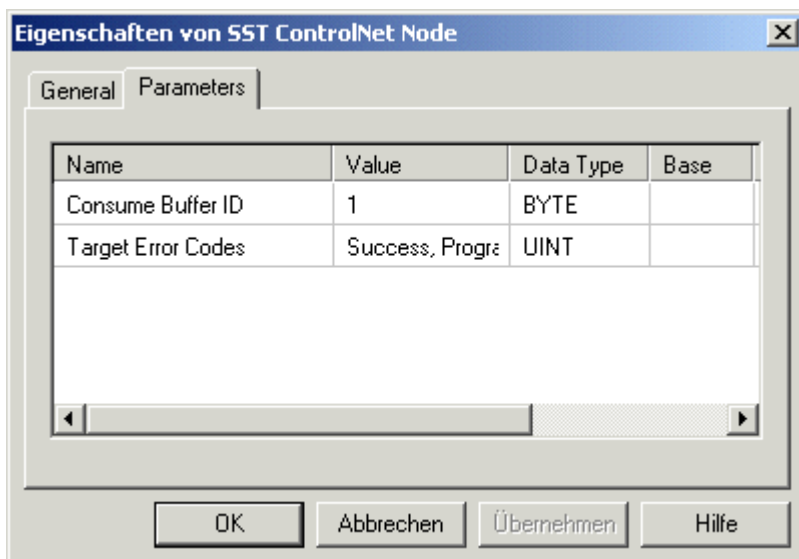 Eigenschaften von SST ControlNet Node
General Parameters
Name Value Data Type Base
Consume Buffer ID 1 BYTE
Target Error Codes Success, Progra UINT
OK Abbrechen Übernehmen Hilfe